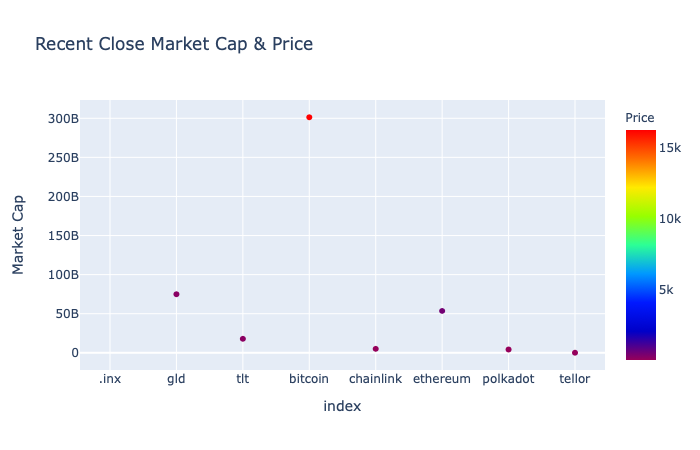 Recent Close Market Cap & Price
Price
300B
250B
200B
150B
100B
50B
0
Market Cap
15k
10k
5k
.inx gld tlt bitcoin chainlink ethereum polkadot tellor
index